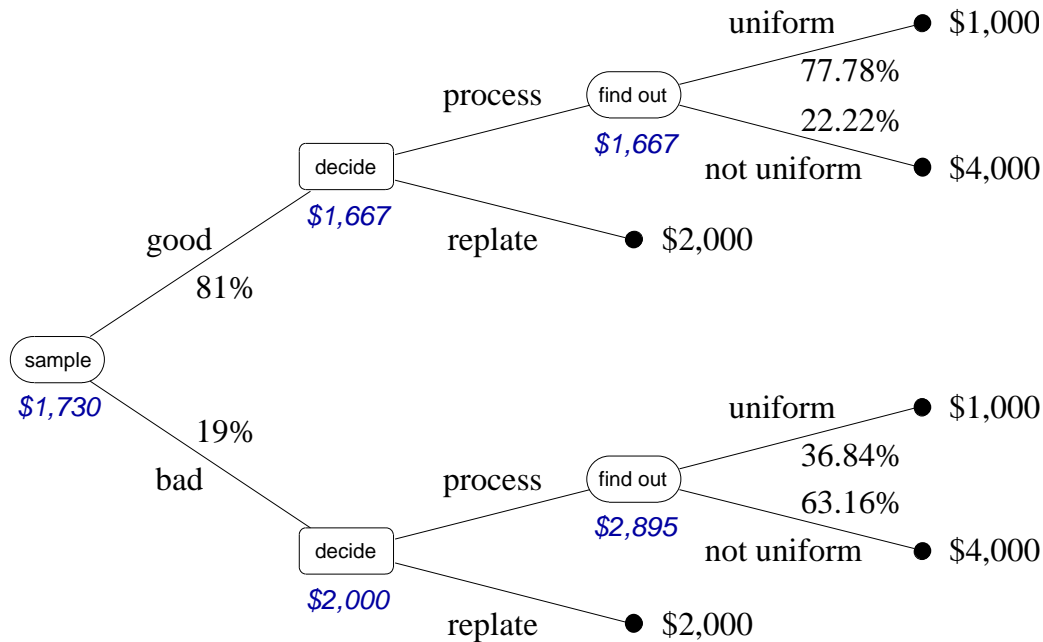 uniform
$1,000
77.78%
process
find out
22.22%
$1,667
not uniform
$4,000
decide
$1,667
good
replate
$2,000
81%
sample
$1,730
19%
bad
uniform
$1,000
36.84%
process
find out
63.16%
$2,895
not uniform
$4,000
decide
$2,000
replate
$2,000